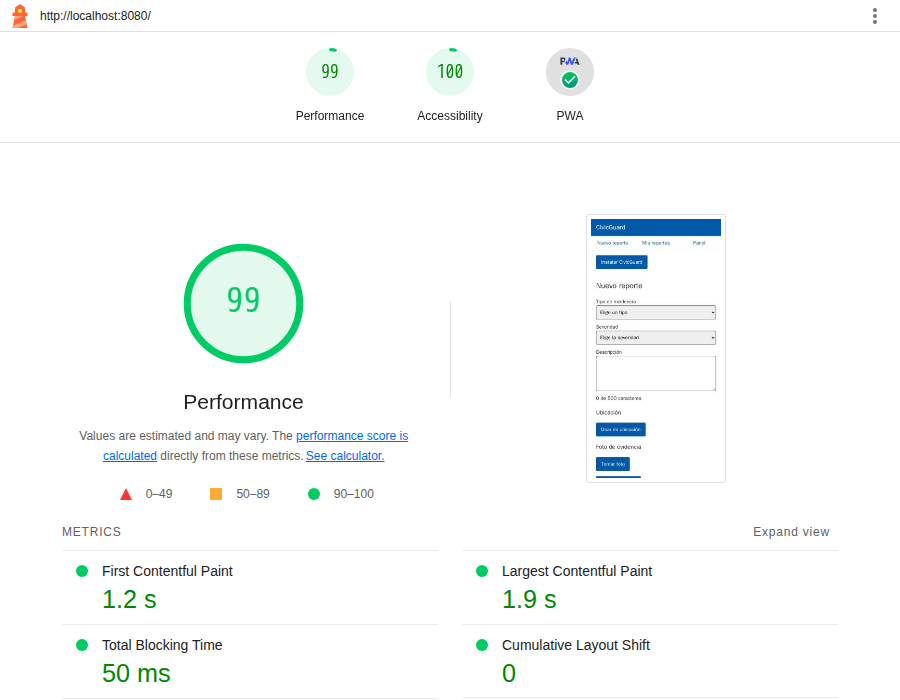 http://localhost:8080/
99
100
PWA
Performance
Accessibility
PWA
99
Performance
Values are estimated and may vary. The performance score is
calculated directly from these metrics. See calculator.
0–49
50–89
90–100
CivicGuard
Nuevo reporte
Mis reportes
Panel
Instalar CivicGuard
Nuevo reporte
Tipo de incidencia
Elige un tipo
Severidad
Elige la severidad
Descripción
0 de 500 caracteres
Ubicación
Usar mi ubicación
Foto de evidencia
Tomar foto
METRICS
Expand view
First Contentful Paint
1.2 s
Largest Contentful Paint
1.9 s
Total Blocking Time
50 ms
Cumulative Layout Shift
0